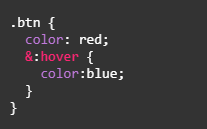 .btn {
  color: red;
  &:hover {
    color:blue;
  }
}